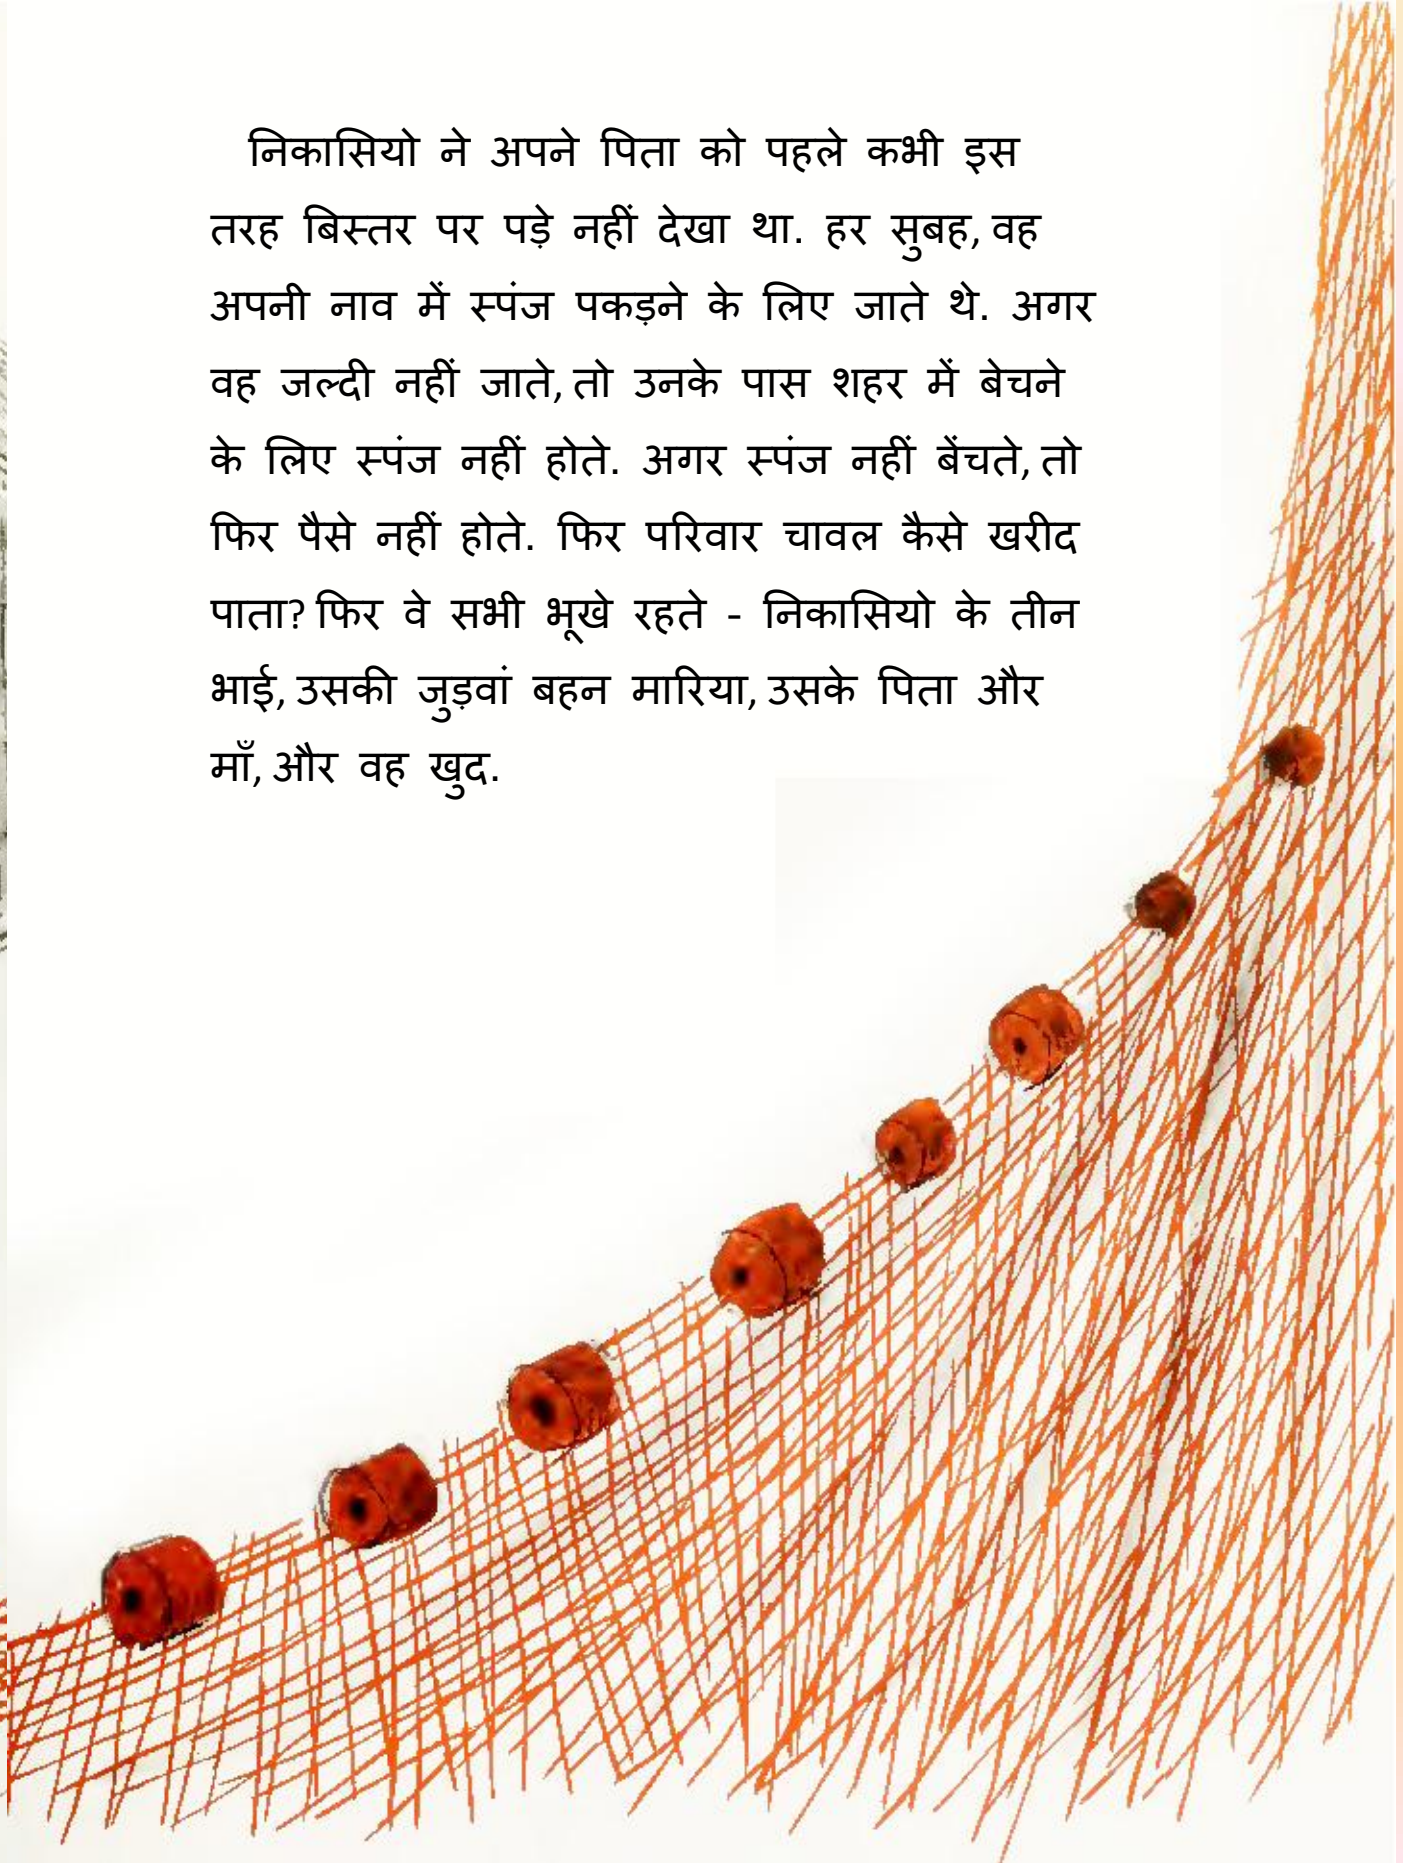 निकासियो ने अपने पिता को पहले कभी इस
तरह बिस्तर पर पड़े नहीं देखा था. हर सुबह, वह
अपनी नाव में स्पंज पकड़ने के लिए जाते थे. अगर
वह जल्दी नहीं जाते, तो उनके पास शहर में बेचने
के लिए स्पंज नहीं होते. अगर स्पंज नहीं बेंचते, तो
फिर पैसे नहीं होते. फिर परिवार चावल कैसे खरीद
पाता? फिर वे सभी भूखे रहते - निकासियो के तीन
भाई, उसकी जुड़वां बहन मारिया, उसके पिता और
माँ, और वह खुद.